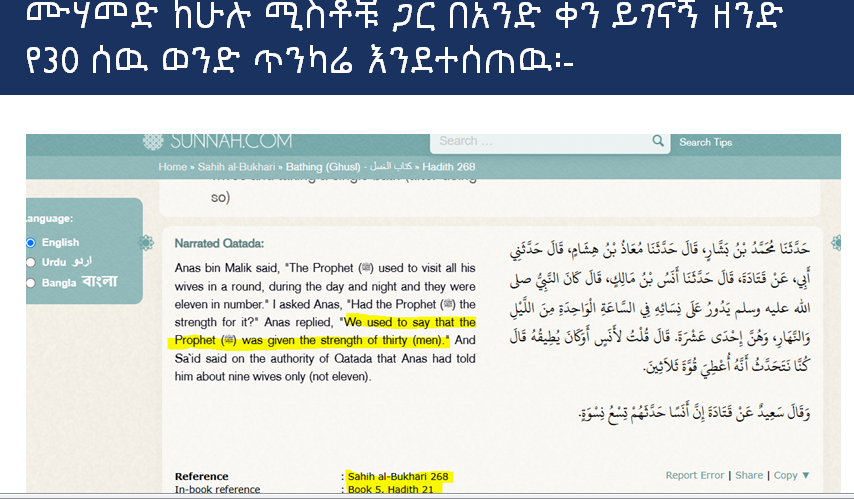 ሙሃመድ ከሁሉ ሚስቶቹ ጋር በአንድ ቀን ይገናኝ ዘንድ
የ30 ሰዉ ወንድ ጥንካሬ እንደተሰጠዉ፡-
SUNNAH.COM
Search …
Search Tips
Home » Sahih al-Bukhari » Bathing (Ghusl) - كتاب الغسل » Hadith 268
wives and taking a single bath (after doing
so)
anguage:
English
Urdu اردو
Bangla বাংলা
Narrated Qatada:
Anas bin Malik said, "The Prophet (ﷺ) used to visit all his
wives in a round, during the day and night and they were
eleven in number." I asked Anas, "Had the Prophet (ﷺ) the
strength for it?" Anas replied, "We used to say that the
Prophet (ﷺ) was given the strength of thirty (men)." And
Sa`id said on the authority of Qatada that Anas had told
him about nine wives only (not eleven).
حَدَّثَنَا مُحَمَّدُ بْنُ بَشَّارٍ، قَالَ حَدَّثَنَا مُعَاذُ بْنُ هِشَامٍ، قَالَ حَدَّثَنِي
أَبِي، عَنْ قَتَادَةَ، قَالَ حَدَّثَنَا أَنَسُ بْنُ مَالِكٍ، قَالَ كَانَ النَّبِيُّ صلى
الله عليه وسلم يَدُورُ عَلَى نِسَائِهِ فِي السَّاعَةِ الْوَاحِدَةِ مِنَ اللَّيْلِ
وَالنَّهَارِ، وَهُنَّ إِحْدَى عَشْرَةَ. قَالَ قُلْتُ لأَنَسٍ أَوَكَانَ يُطِيقُهُ قَالَ
كُنَّا نَتَحَدَّثُ أَنَّهُ أُعْطِيَ قُوَّةَ ثَلاَثِينَ.
وَقَالَ سَعِيدٌ عَنْ قَتَادَةَ إِنَّ أَنَسًا حَدَّثَهُمْ تِسْعُ نِسْوَةٍ.
Reference : Sahih al-Bukhari 268
In-book reference : Book 5, Hadith 21
Report Error | Share | Copy ▼